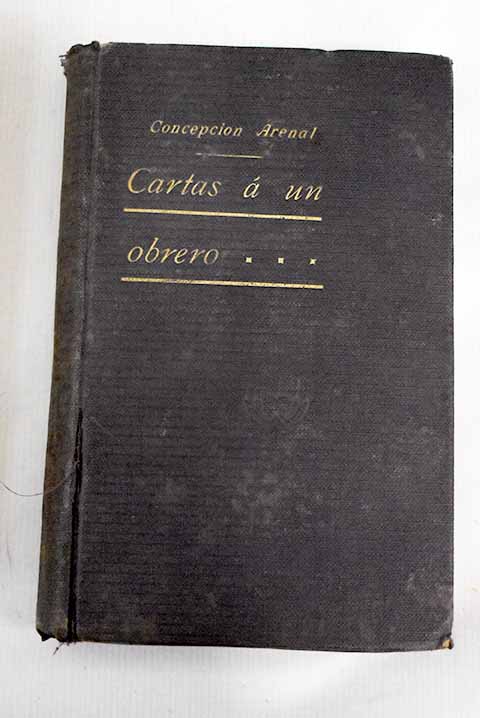 Concepcion Arenal
Cartas á un
obrero . . .